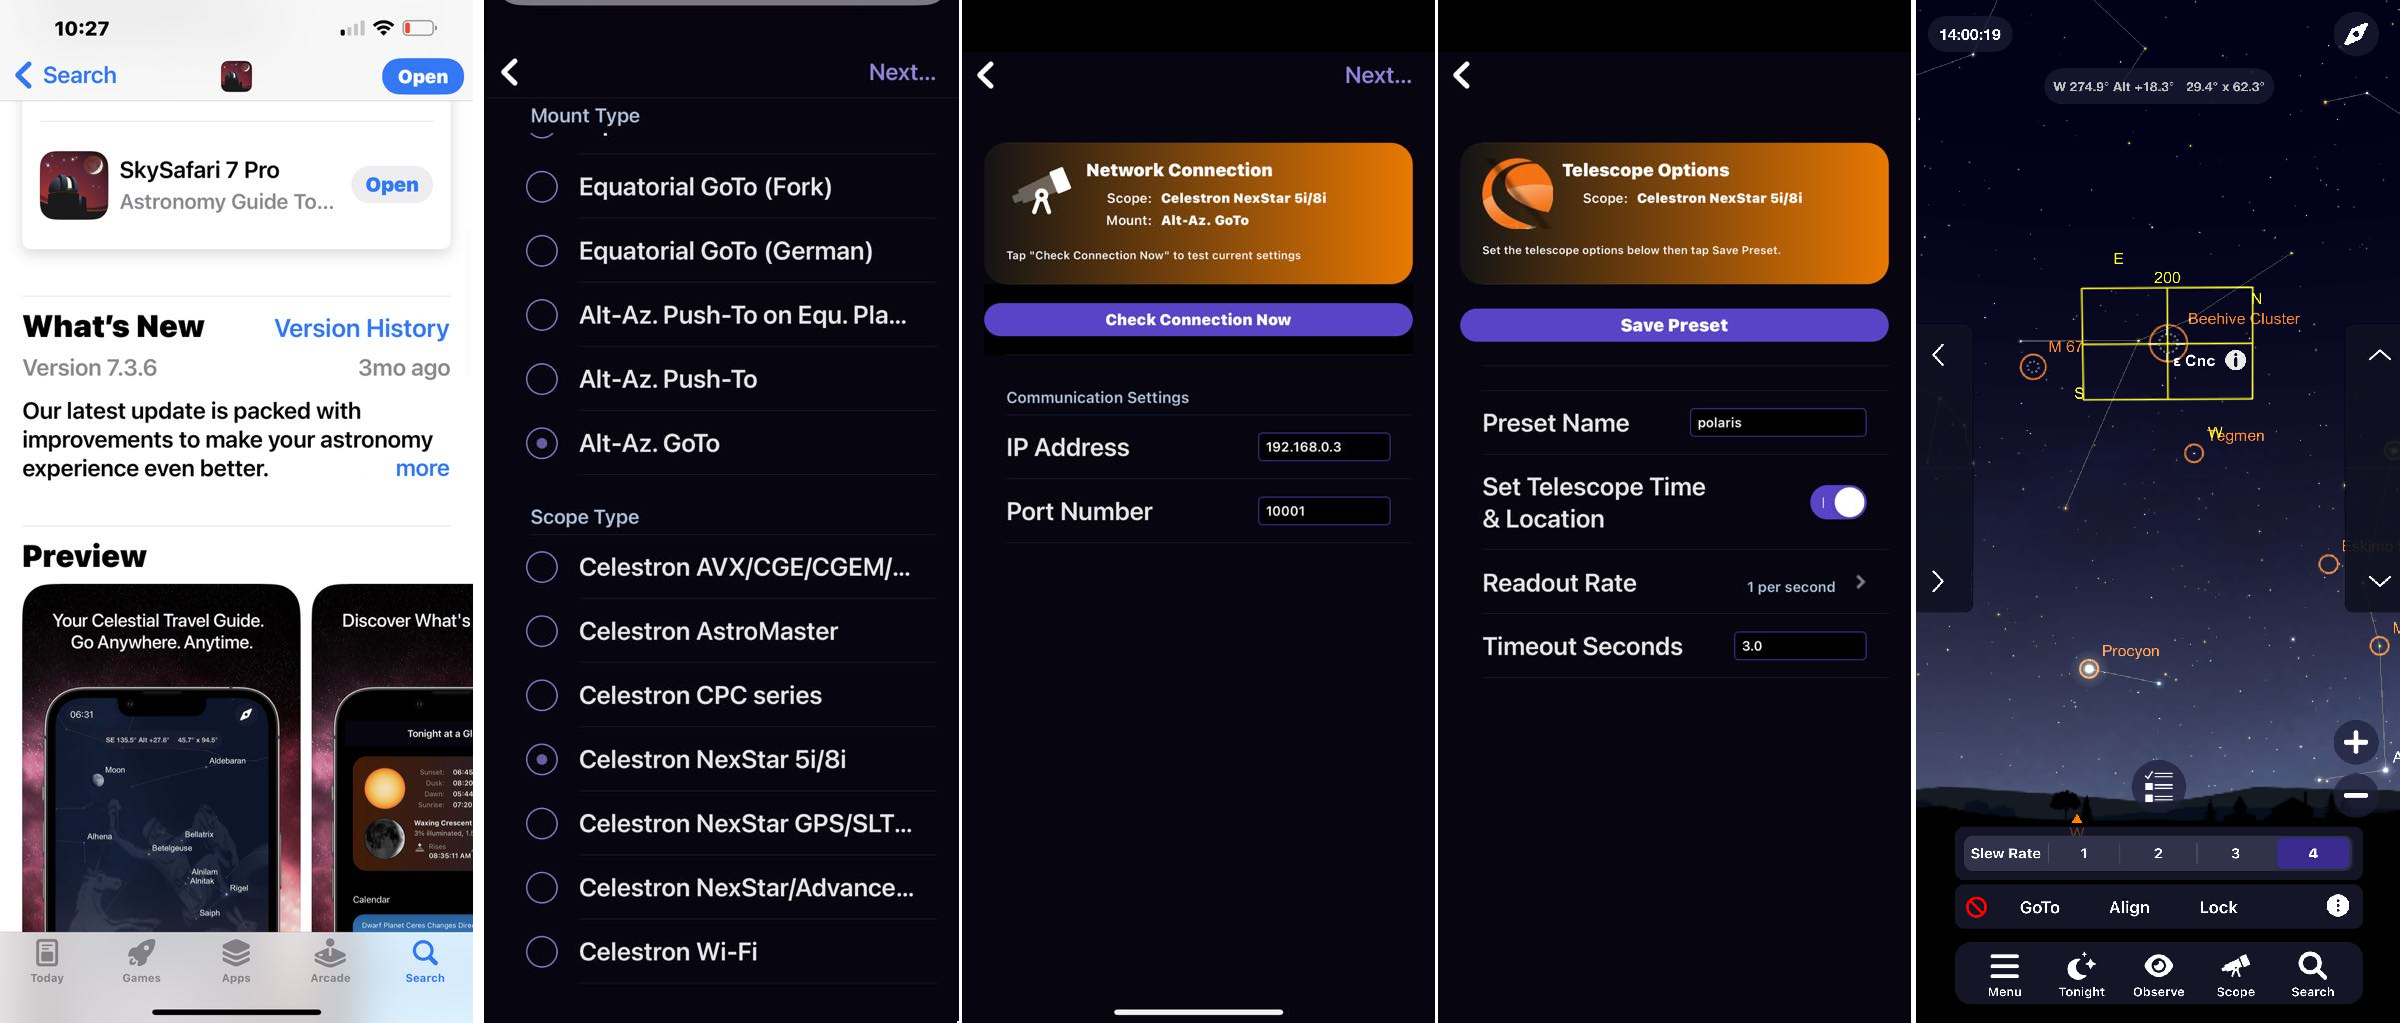 10:27
Search
Open
SkySafari 7 Pro
Astronomy Guide To...
Open
What's New
Version History
Version 7.3.6
3mo ago
Our latest update is packed with
improvements to make your astronomy
experience even better.
more
Preview
Your Celestial Travel Guide.
Go Anywhere. Anytime.
06:31
SE 135.5° Alt +27.6° 45.7° x 94.5°
Moon
Aldebaran
Alhena
Bellatrix
Betelgeuse
Alnilam
Alnitak
Rigel
Saiph
Discover What's
Tonight at a Gl
Sunset: 06:45
Dusk: 08:20
Dawn: 05:44
Sunrise: 07:20
Waxing Crescent
3% illuminated, 1.
Rises
08:35:11 AM
Calendar
Dwarf Planet Ceres Changes Dire
Today
Games
Apps
Arcade
Search
Next...
Mount Type
Equatorial GoTo (Fork)
Equatorial GoTo (German)
Alt-Az. Push-To on Equ. Pla...
Alt-Az. Push-To
Alt-Az. GoTo
Scope Type
Celestron AVX/CGE/CGEM/...
Celestron AstroMaster
Celestron CPC series
Celestron NexStar 5i/8i
Celestron NexStar GPS/SLT...
Celestron NexStar/Advance...
Celestron Wi-Fi
Next...
Network Connection
Scope: Celestron NexStar 5i/8i
Mount: Alt-Az. GoTo
Tap "Check Connection Now" to test current settings
Check Connection Now
Communication Settings
IP Address
192.168.0.3
Port Number
10001
Telescope Options
Scope: Celestron NexStar 5i/8i
Set the telescope options below then tap Save Preset.
Save Preset
Preset Name
polaris
Set Telescope Time
& Location
Readout Rate
1 per second
Timeout Seconds
3.0
14:00:19
W 274.9° Alt +18.3° 29.4° x 62.3°
E
200
N
Beehive Cluster
M 67
ε Cnc
S
W
Tegmen
Eskimo
Procyon
W
Slew Rate
1
2
3
4
GoTo
Align
Lock
Menu
Tonight
Observe
Scope
Search